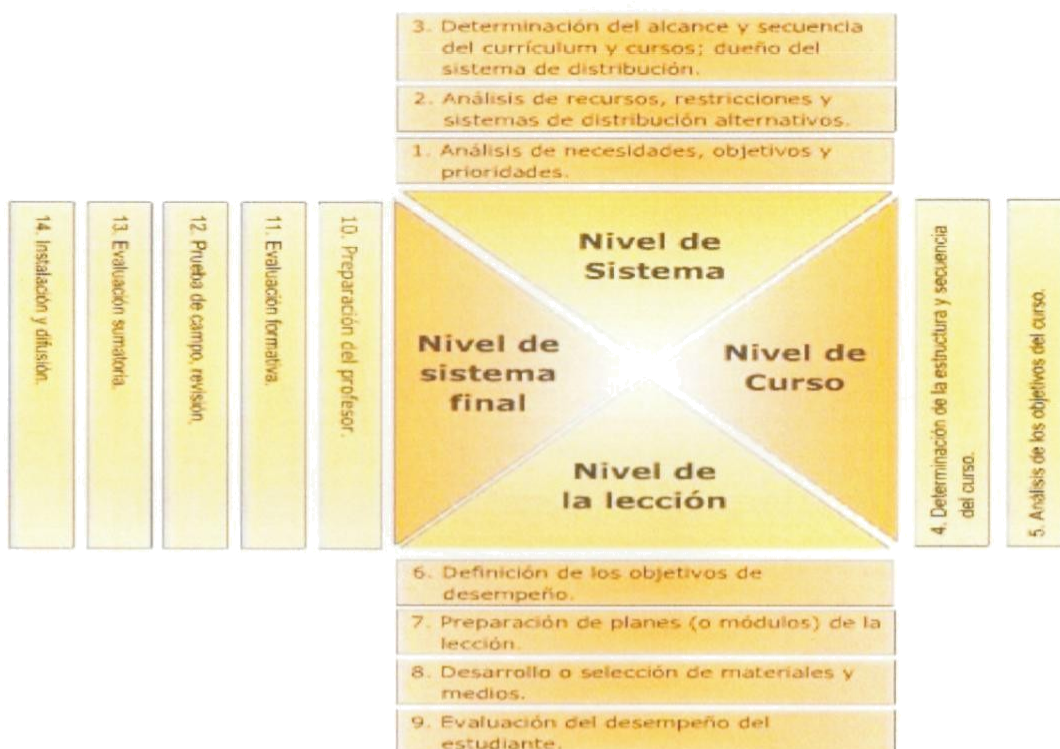 3. Determinación del alcance y secuencia
del currículum y cursos; dueño del
sistema de distribución.
2. Análisis de recursos, restricciones y
sistemas de distribución alternativos.
1. Análisis de necesidades, objetivos y
prioridades.
14. Instalación y difusión.
13. Evaluación sumatoria.
12. Prueba de campo, revisión,
11. Evaluación formativa.
10. Preparación del profesor.
Nivel de
Sistema
Nivel de
sistema
final
Nivel de
Curso
Nivel de
la lección
4. Determinación de la estructura y secuencia
del curso.
5. Análisis de los objetivos del curso.
6. Definición de los objetivos de
desempeño.
7. Preparación de planes (o módulos) de la
lección.
8. Desarrollo o selección de materiales y
medios.
9. Evaluación del desempeño del
estudiante.